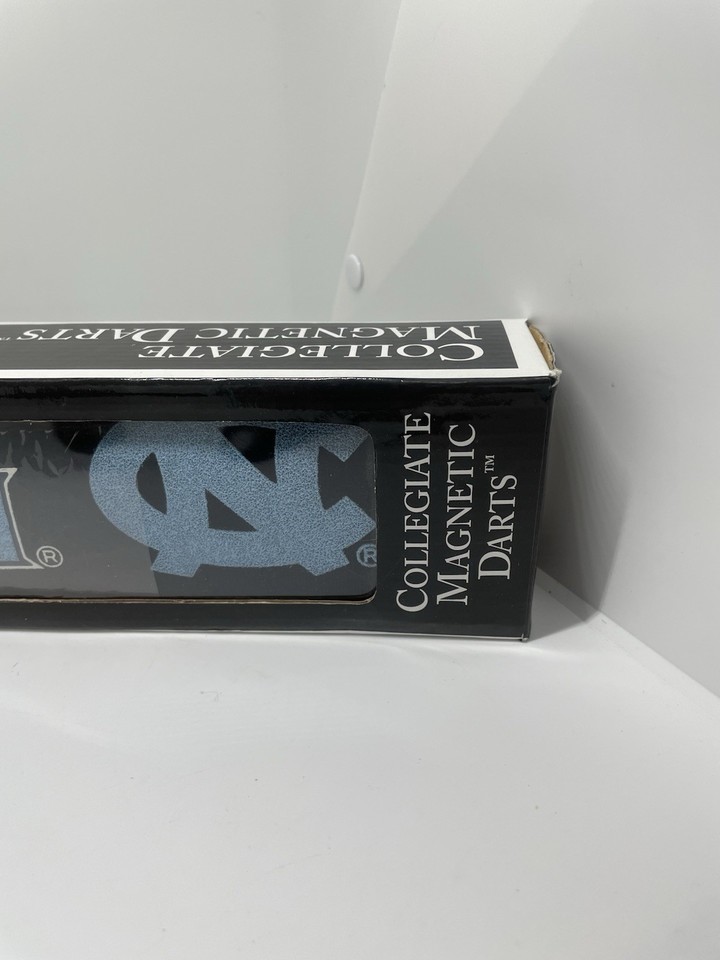 COLLEGIATE
MAGNETIC DARTS™
®
NC
®
COLLEGIATE
MAGNETIC
DARTS™